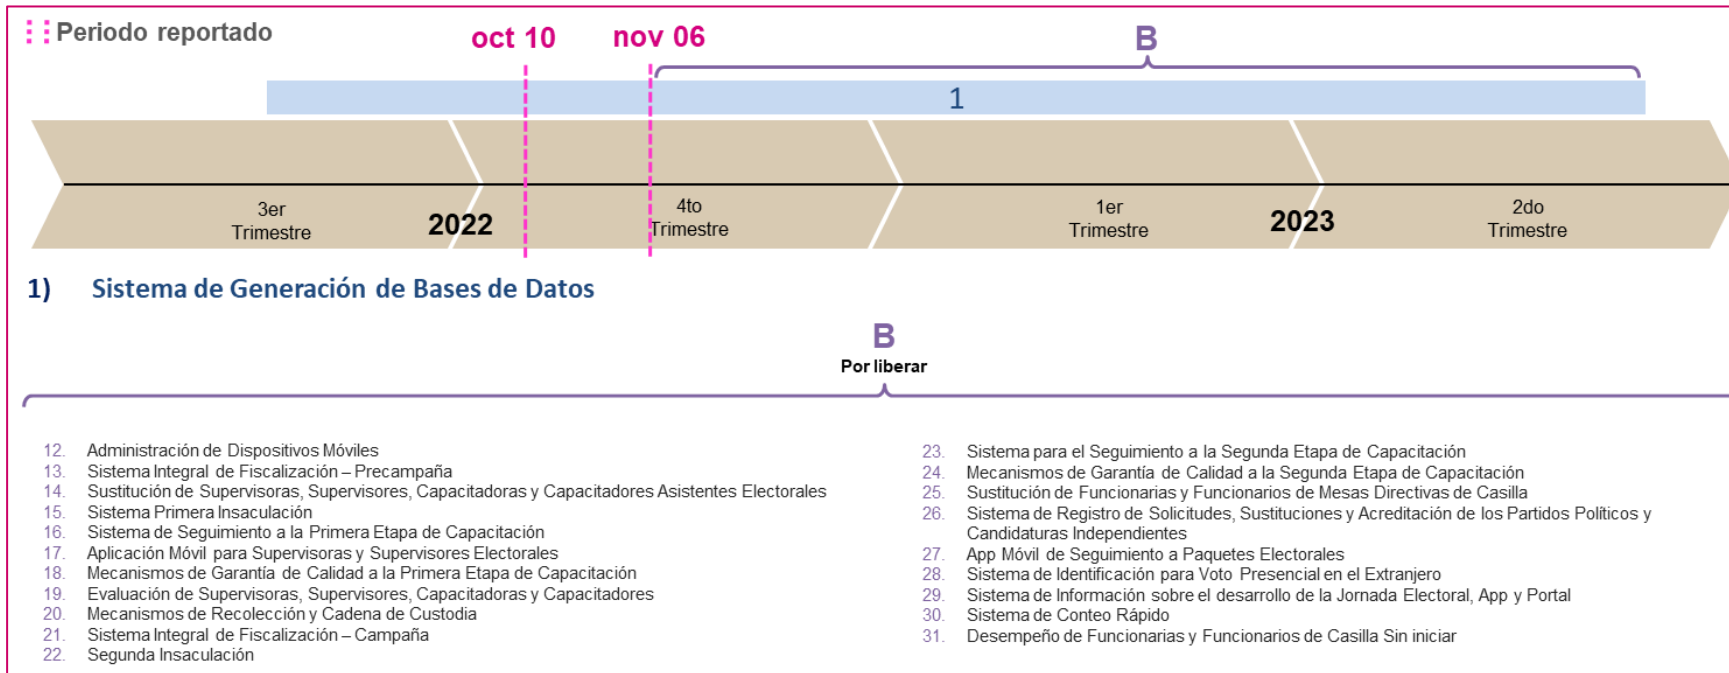 Periodo reportado
oct 10
nov 06
B
1
3er
Trimestre
2022
4to
Trimestre
1er
Trimestre
2023
2do
Trimestre
1) Sistema de Generación de Bases de Datos
B
Por liberar
12. Administración de Dispositivos Móviles
13. Sistema Integral de Fiscalización – Precampaña
14. Sustitución de Supervisoras, Supervisores, Capacitadoras y Capacitadores Asistentes Electorales
15. Sistema Primera Insaculación
16. Sistema de Seguimiento a la Primera Etapa de Capacitación
17. Aplicación Móvil para Supervisoras y Supervisores Electorales
18. Mecanismos de Garantía de Calidad a la Primera Etapa de Capacitación
19. Evaluación de Supervisoras, Supervisores, Capacitadoras y Capacitadores
20. Mecanismos de Recolección y Cadena de Custodia
21. Sistema Integral de Fiscalización – Campaña
22. Segunda Insaculación
23. Sistema para el Seguimiento a la Segunda Etapa de Capacitación
24. Mecanismos de Garantía de Calidad a la Segunda Etapa de Capacitación
25. Sustitución de Funcionarias y Funcionarios de Mesas Directivas de Casilla
26. Sistema de Registro de Solicitudes, Sustituciones y Acreditación de los Partidos Políticos y
Candidaturas Independientes
27. App Móvil de Seguimiento a Paquetes Electorales
28. Sistema de Identificación para Voto Presencial en el Extranjero
29. Sistema de Información sobre el desarrollo de la Jornada Electoral, App y Portal
30. Sistema de Conteo Rápido
31. Desempeño de Funcionarias y Funcionarios de Casilla Sin iniciar